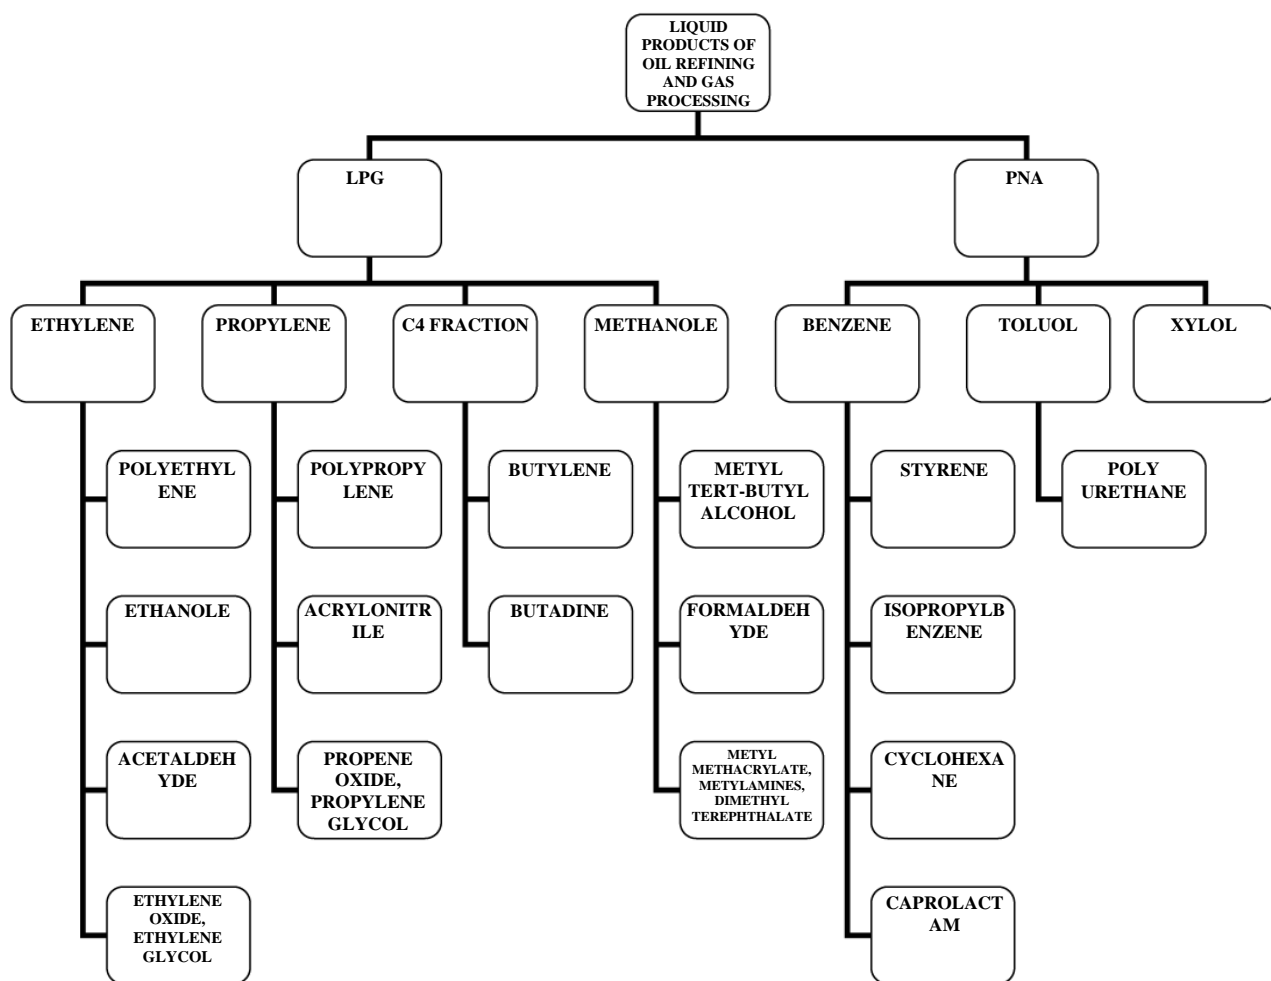 LIQUID
PRODUCTS OF
OIL REFINING
AND GAS
PROCESSING
LPG
PNA
ETHYLENE
PROPYLENE
C4 FRACTION
METHANOLE
BENZENE
TOLUOL
XYLOL
POLYETHYL
ENE
POLYPROPY
LENE
BUTYLENE
METYL
TERT-BUTYL
ALCOHOL
STYRENE
POLY
URETHANE
ETHANOLE
ACRYLONITR
ILE
BUTADINE
FORMALDEH
YDE
ISOPROPYLB
ENZENE
ACETALDEH
YDE
PROPENE
OXIDE,
PROPYLENE
GLYCOL
METYL
METHACRYLATE,
METYLAMINES,
DIMETHYL
TEREPHTHALATE
CYCLOHEXA
NE
ETHYLENE
OXIDE,
ETHYLENE
GLYCOL
CAPROLACT
AM